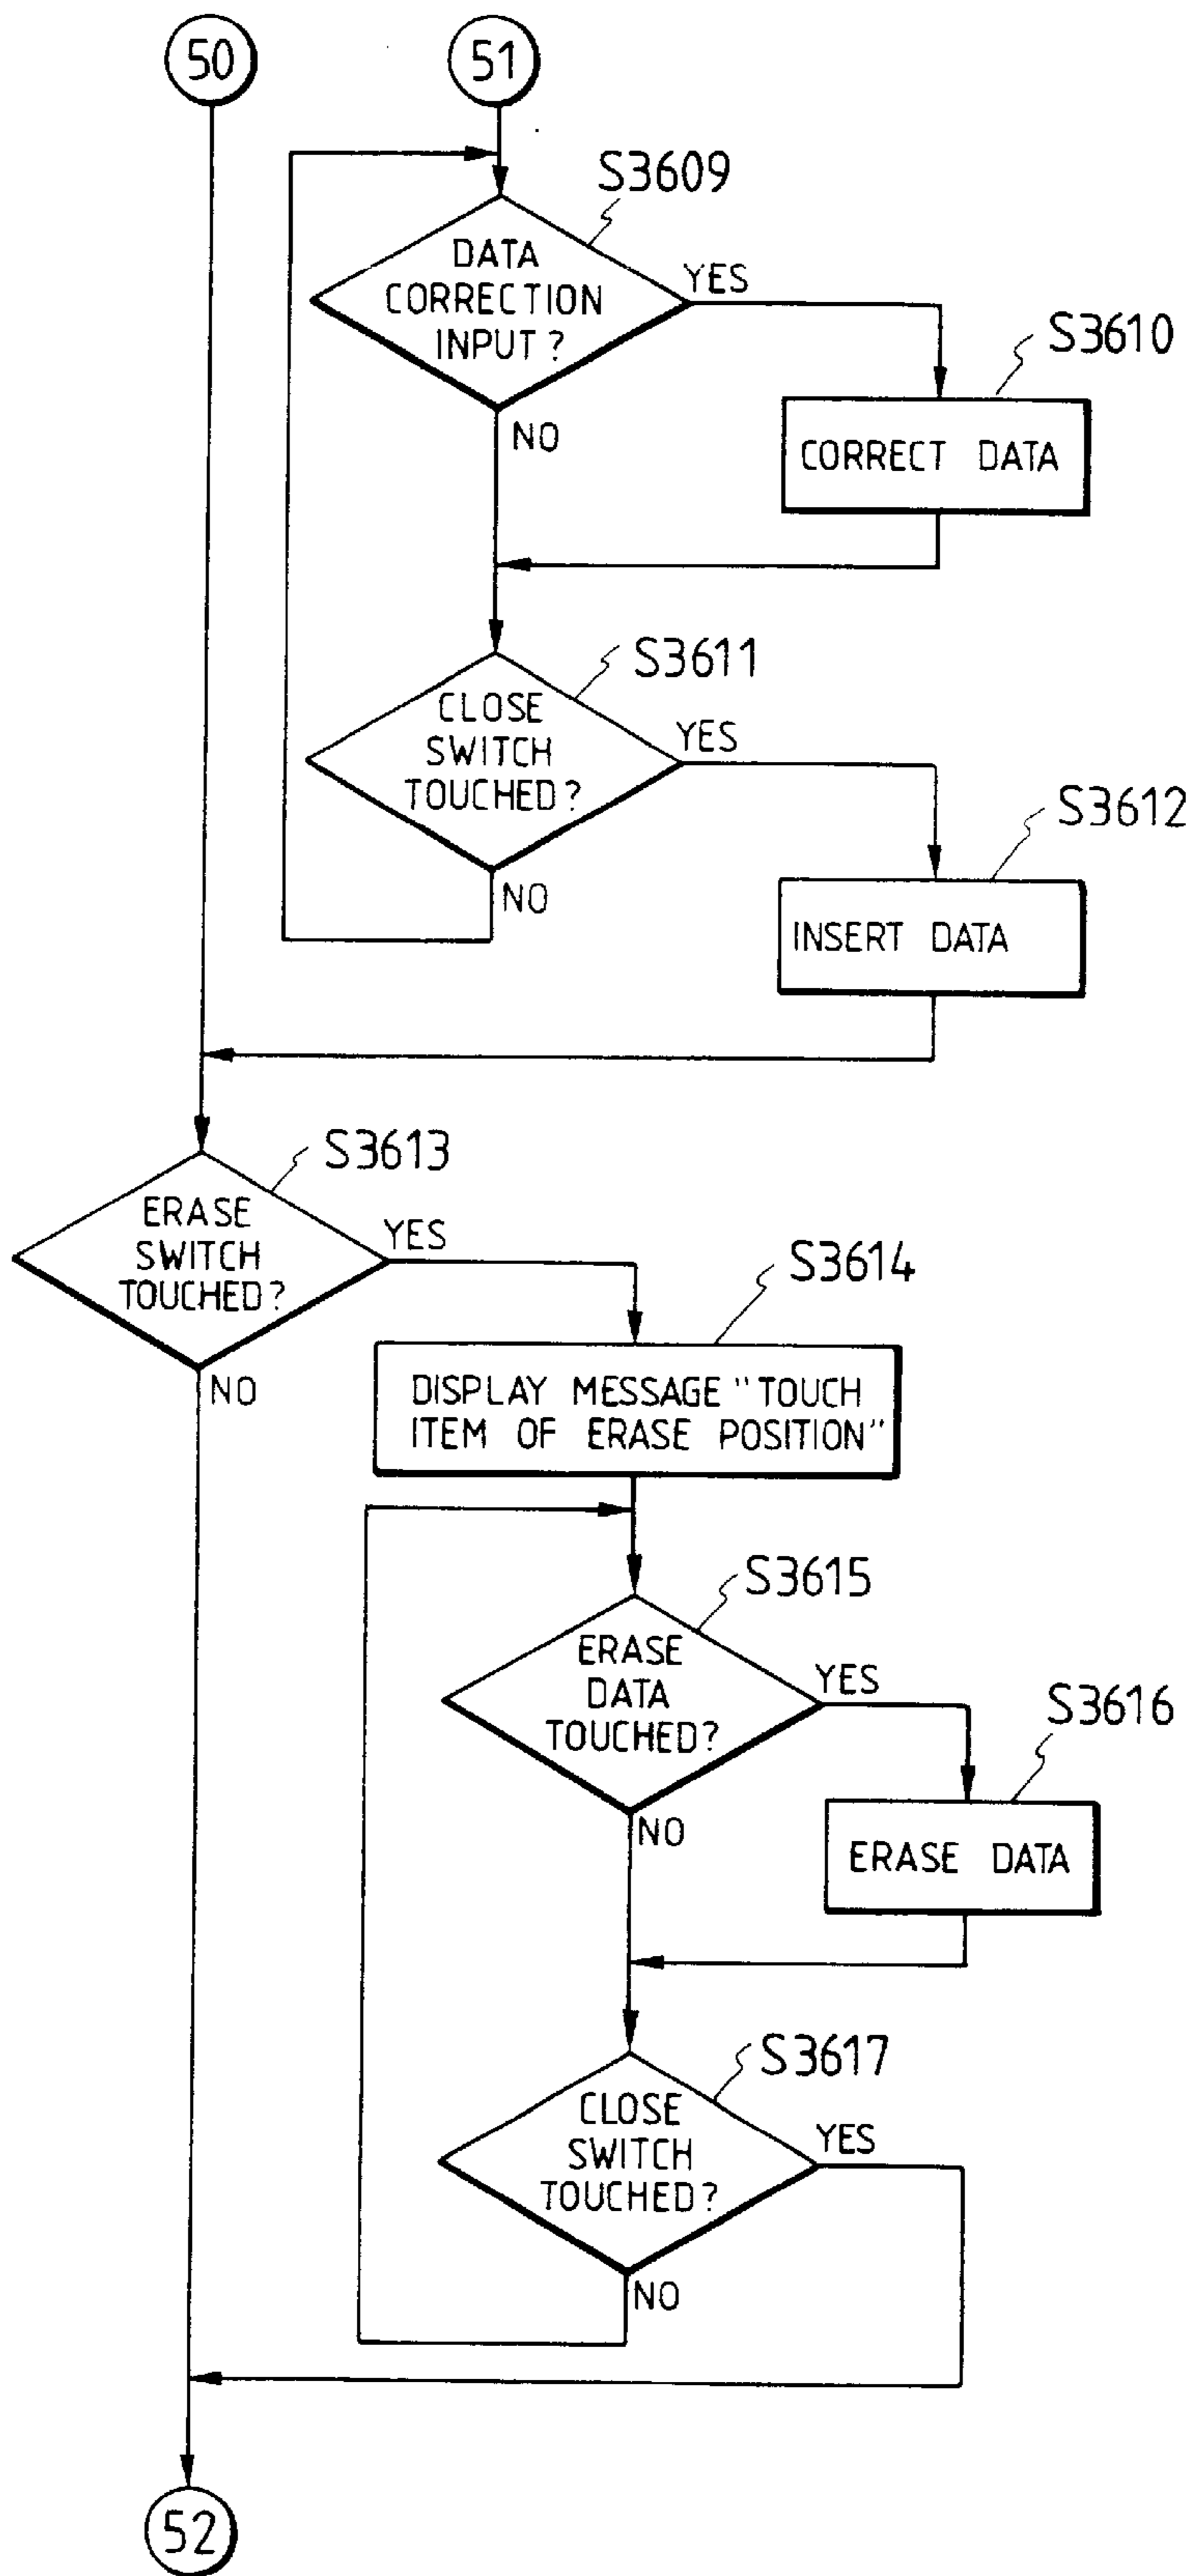 50
51
S3609
DATA
CORRECTION
INPUT?
YES
NO
S3610
CORRECT DATA
S3611
CLOSE
SWITCH
TOUCHED?
YES
NO
S3612
INSERT DATA
S3613
ERASE
SWITCH
TOUCHED?
YES
NO
S3614
DISPLAY MESSAGE "TOUCH
ITEM OF ERASE POSITION"
S3615
ERASE
DATA
TOUCHED?
YES
NO
S3616
ERASE DATA
S3617
CLOSE
SWITCH
TOUCHED?
YES
NO
52